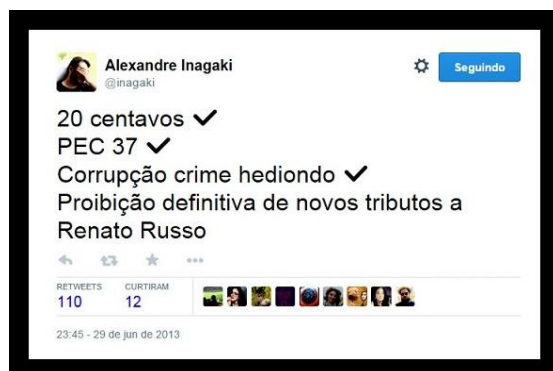 Alexandre Inagaki
@inagaki
Seguindo
20 centavos ✔
PEC 37 ✔
Corrupção crime hediondo ✔
Proibição definitiva de novos tributos a
Renato Russo
RETWEETS CURTIRAM
110 12
23:45 - 29 de jun de 2013